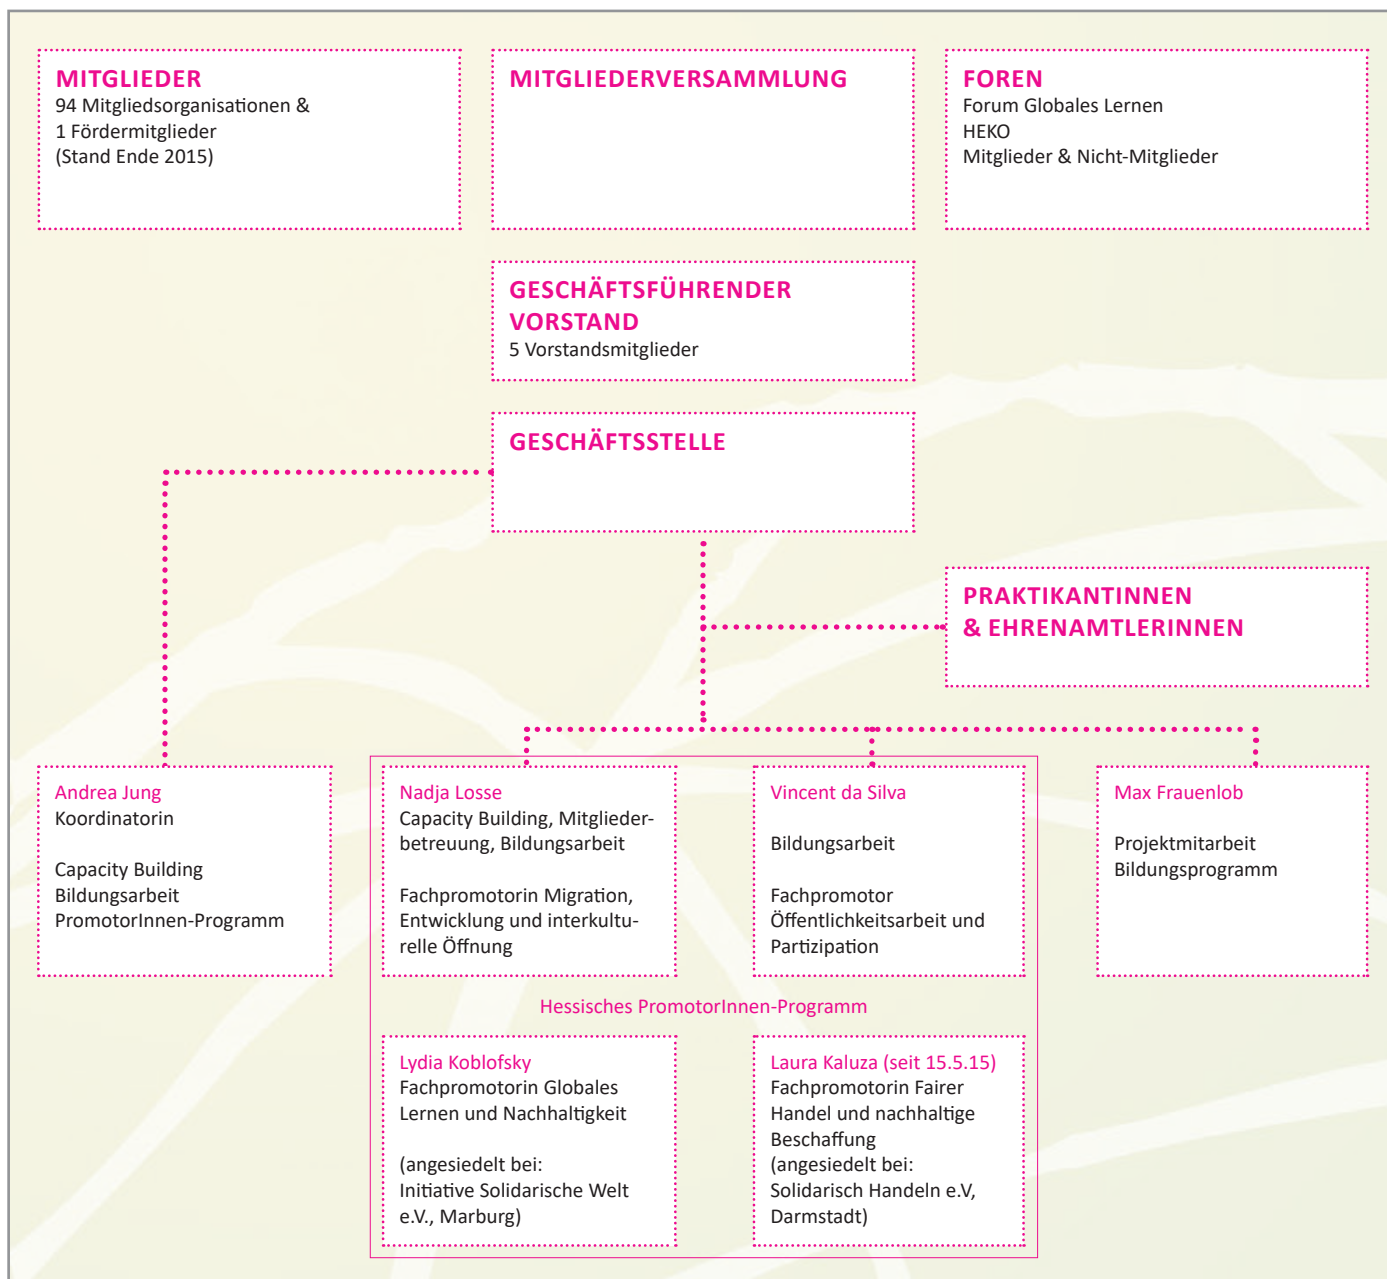 MITGLIEDER
94 Mitgliedsorganisationen &
1 Fördermitglieder
(Stand Ende 2015)
MITGLIEDERVERSAMMLUNG
FOREN
Forum Globales Lernen
HEKO
Mitglieder & Nicht-Mitglieder
GESCHÄFTSFÜHRENDER
VORSTAND
5 Vorstandsmitglieder
GESCHÄFTSSTELLE
PRAKTIKANTINNEN
& EHRENAMTLERINNEN
Andrea Jung
Koordinatorin
Capacity Building
Bildungsarbeit
PromotorInnen-Programm
Nadja Losse
Capacity Building, Mitglieder-
betreuung, Bildungsarbeit
Fachpromotorin Migration,
Entwicklung und interkultu-
relle Öffnung
Vincent da Silva
Bildungsarbeit
Fachpromotor
Öffentlichkeitsarbeit und
Partizipation
Max Frauenlob
Projektmitarbeit
Bildungsprogramm
Hessisches PromotorInnen-Programm
Lydia Koblofsky
Fachpromotorin Globales
Lernen und Nachhaltigkeit
(angesiedelt bei:
Initiative Solidarische Welt
e.V., Marburg)
Laura Kaluza (seit 15.5.15)
Fachpromotorin Fairer
Handel und nachhaltige
Beschaffung
(angesiedelt bei:
Solidarisch Handeln e.V,
Darmstadt)